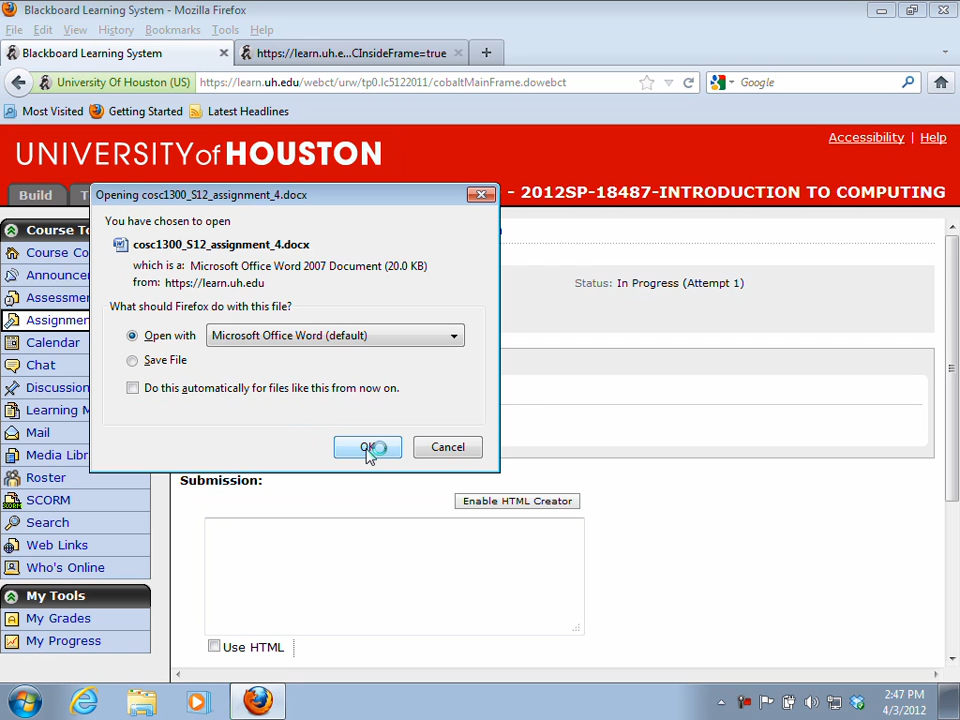 Blackboard Learning System - Mozilla Firefox
File Edit View History Bookmarks Tools Help
Blackboard Learning System
https://learn.uh.e...CInsideFrame=true
University Of Houston (US)
https://learn.uh.edu/webct/urw/tp0.lc5122011/cobaltMainFrame.dowebct
Google
Most Visited Getting Started Latest Headlines
Accessibility | Help
UNIVERSITY of HOUSTON
Build
- 2012SP-18487-INTRODUCTION TO COMPUTING
Opening cosc1300_S12_assignment_4.docx
You have chosen to open
cosc1300_S12_assignment_4.docx
which is a: Microsoft Office Word 2007 Document (20.0 KB)
from: https://learn.uh.edu
What should Firefox do with this file?
Open with Microsoft Office Word (default)
Save File
Do this automatically for files like this from now on.
OK Cancel
Status: In Progress (Attempt 1)
Course To
Course Co
Announce
Assessme
Assignme
Calendar
Chat
Discussion
Learning M
Mail
Media Libr
Roster
SCORM
Search
Web Links
Who's Online
My Tools
My Grades
My Progress
Submission:
Enable HTML Creator
Use HTML
2:47 PM
4/3/2012